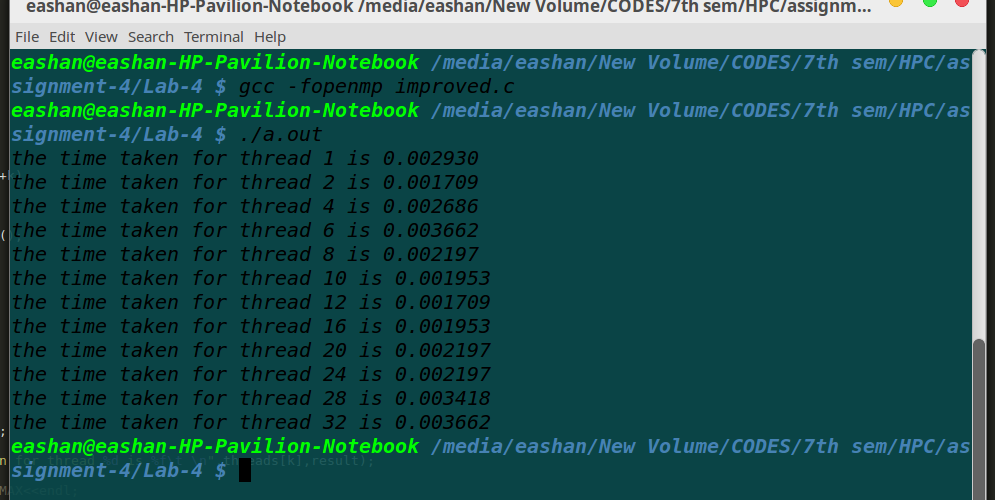 eashan@eashan-HP-Pavilion-Notebook /media/eashan/New Volume/CODES/7th sem/HPC/assignm...
File Edit View Search Terminal Help
eashan@eashan-HP-Pavilion-Notebook /media/eashan/New Volume/CODES/7th sem/HPC/as
signment-4/Lab-4 $ gcc -fopenmp improved.c
eashan@eashan-HP-Pavilion-Notebook /media/eashan/New Volume/CODES/7th sem/HPC/as
signment-4/Lab-4 $ ./a.out
the time taken for thread 1 is 0.002930
the time taken for thread 2 is 0.001709
the time taken for thread 4 is 0.002686
the time taken for thread 6 is 0.003662
the time taken for thread 8 is 0.002197
the time taken for thread 10 is 0.001953
the time taken for thread 12 is 0.001709
the time taken for thread 16 is 0.001953
the time taken for thread 20 is 0.002197
the time taken for thread 24 is 0.002197
the time taken for thread 28 is 0.003418
the time taken for thread 32 is 0.003662
eashan@eashan-HP-Pavilion-Notebook /media/eashan/New Volume/CODES/7th sem/HPC/as
signment-4/Lab-4 $